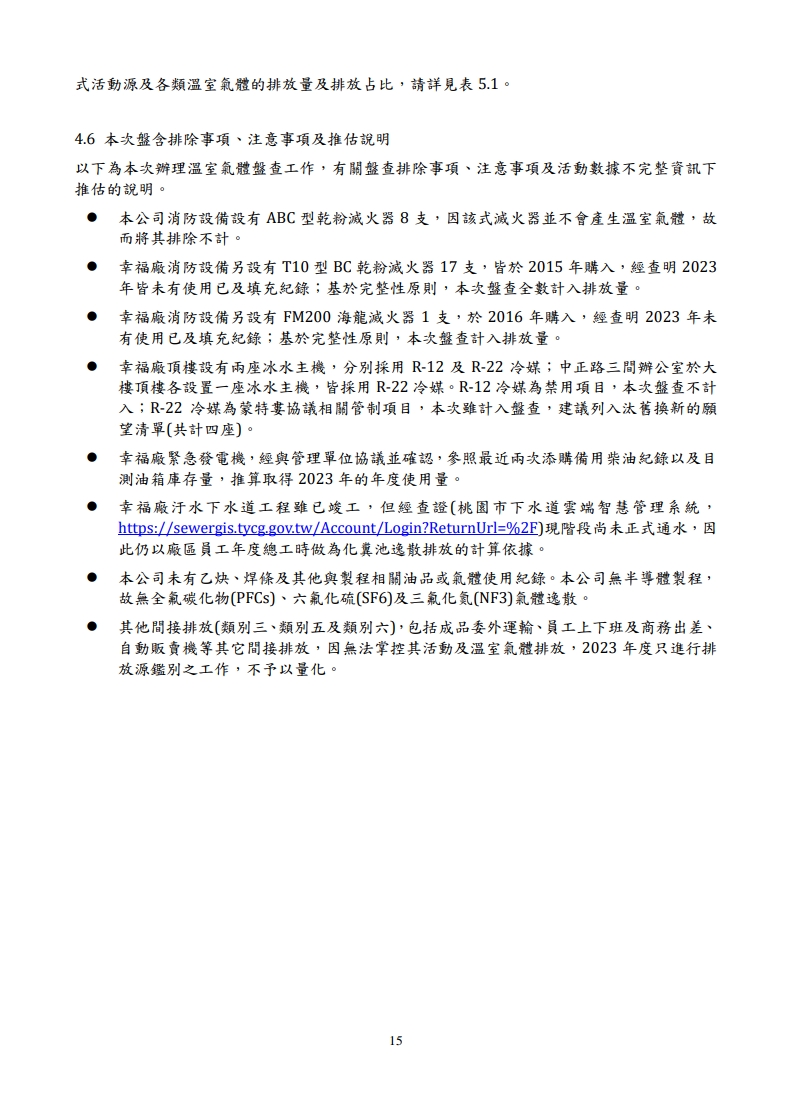 式活動源及各類溫室氣體的排放量及排放占比，請詳見表 5.1。
4.6 本次盤含排除事項、注意事項及推估說明
以下為本次辦理溫室氣體盤查工作，有關盤查排除事項、注意事項及活動數據不完整資訊下
推估的說明。
● 本公司消防設備設有 ABC 型乾粉滅火器 8 支，因該式滅火器並不會產生溫室氣體，故
而將其排除不計。
● 幸福廠消防設備另設有 T10 型 BC 乾粉滅火器 17 支，皆於 2015 年購入，經查明 2023
年皆未有使用已及填充紀錄；基於完整性原則，本次盤查全數計入排放量。
● 幸福廠消防設備另設有 FM200 海龍滅火器 1 支，於 2016 年購入，經查明 2023 年未
有使用已及填充紀錄；基於完整性原則，本次盤查計入排放量。
● 幸福廠頂樓設有兩座冰水主機，分別採用 R-12 及 R-22 冷媒；中正路三間辦公室於大
樓頂樓各設置一座冰水主機，皆採用 R-22 冷媒。R-12 冷媒為禁用項目，本次盤查不計
入；R-22 冷媒為蒙特婁協議相關管制項目，本次雖計入盤查，建議列入汰舊換新的願
望清單(共計四座)。
● 幸福廠緊急發電機，經與管理單位協議並確認，參照最近兩次添購備用柴油紀錄以及目
測油箱庫存量，推算取得 2023 年的年度使用量。
● 幸福廠汙水下水道工程雖已竣工，但經查證(桃園市下水道雲端智慧管理系統，
https://sewergis.tycg.gov.tw/Account/Login?ReturnUrl=%2F)現階段尚未正式通水，因
此仍以廠區員工年度總工時做為化糞池逸散排放的計算依據。
● 本公司未有乙炔、焊條及其他與製程相關油品或氣體使用紀錄。本公司無半導體製程，
故無全氟碳化物(PFCs)、六氟化硫(SF6)及三氟化氮(NF3)氣體逸散。
● 其他間接排放(類別三、類別五及類別六)，包括成品委外運輸、員工上下班及商務出差、
自動販賣機等其它間接排放，因無法掌控其活動及溫室氣體排放，2023 年度只進行排
放源鑑別之工作，不予以量化。
15